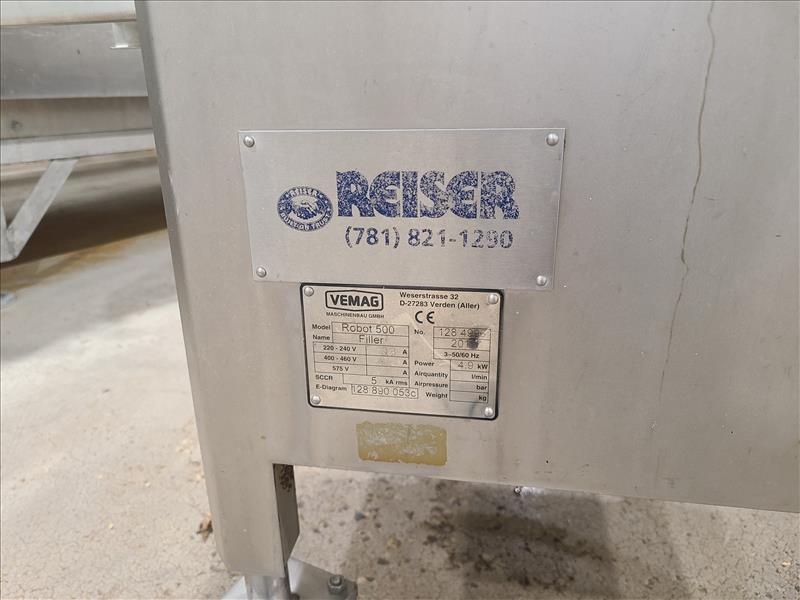 REISER
REISER
(781) 821-1290
VEMAG
MASCHINENBAU GMBH
Weserstrasse 32
D-27283 Verden (Aller)
CE
Model Robot 500
Name Filler
No. 128
220 - 240 V A
400 - 460 V A
575 V A
SCCR 5 kA rms
E-Diagram 128 890 053c
3~50/60 Hz
Power 4.9 kW
Airquantity l/min
Airpressure bar
Weight kg